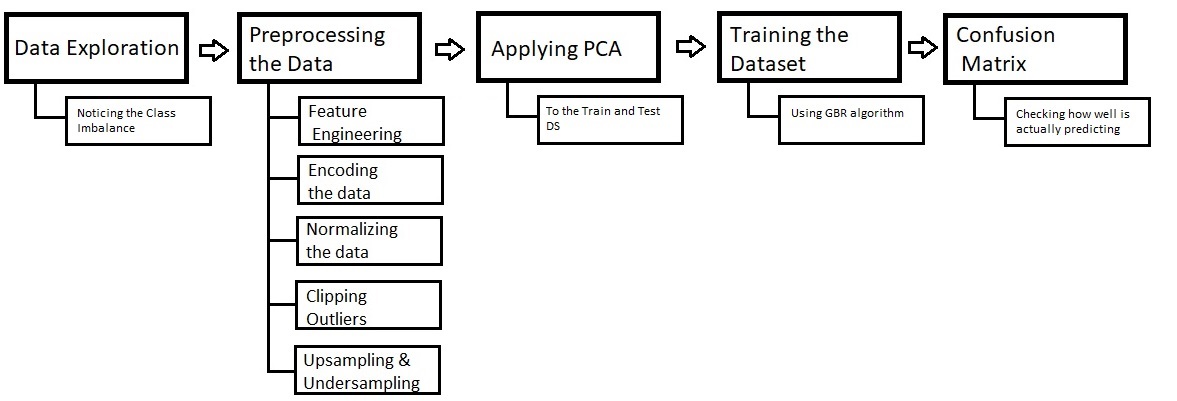 Data Exploration
Noticing the Class
Imbalance
Preprocessing
the Data
Feature
Engineering
Encoding
the data
Normalizing
the data
Clipping
Outliers
Upsampling &
Undersampling
Applying PCA
To the Train and Test
DS
Training the
Dataset
Using GBR algorithm
Confusion
Matrix
Checking how well is
actually predicting